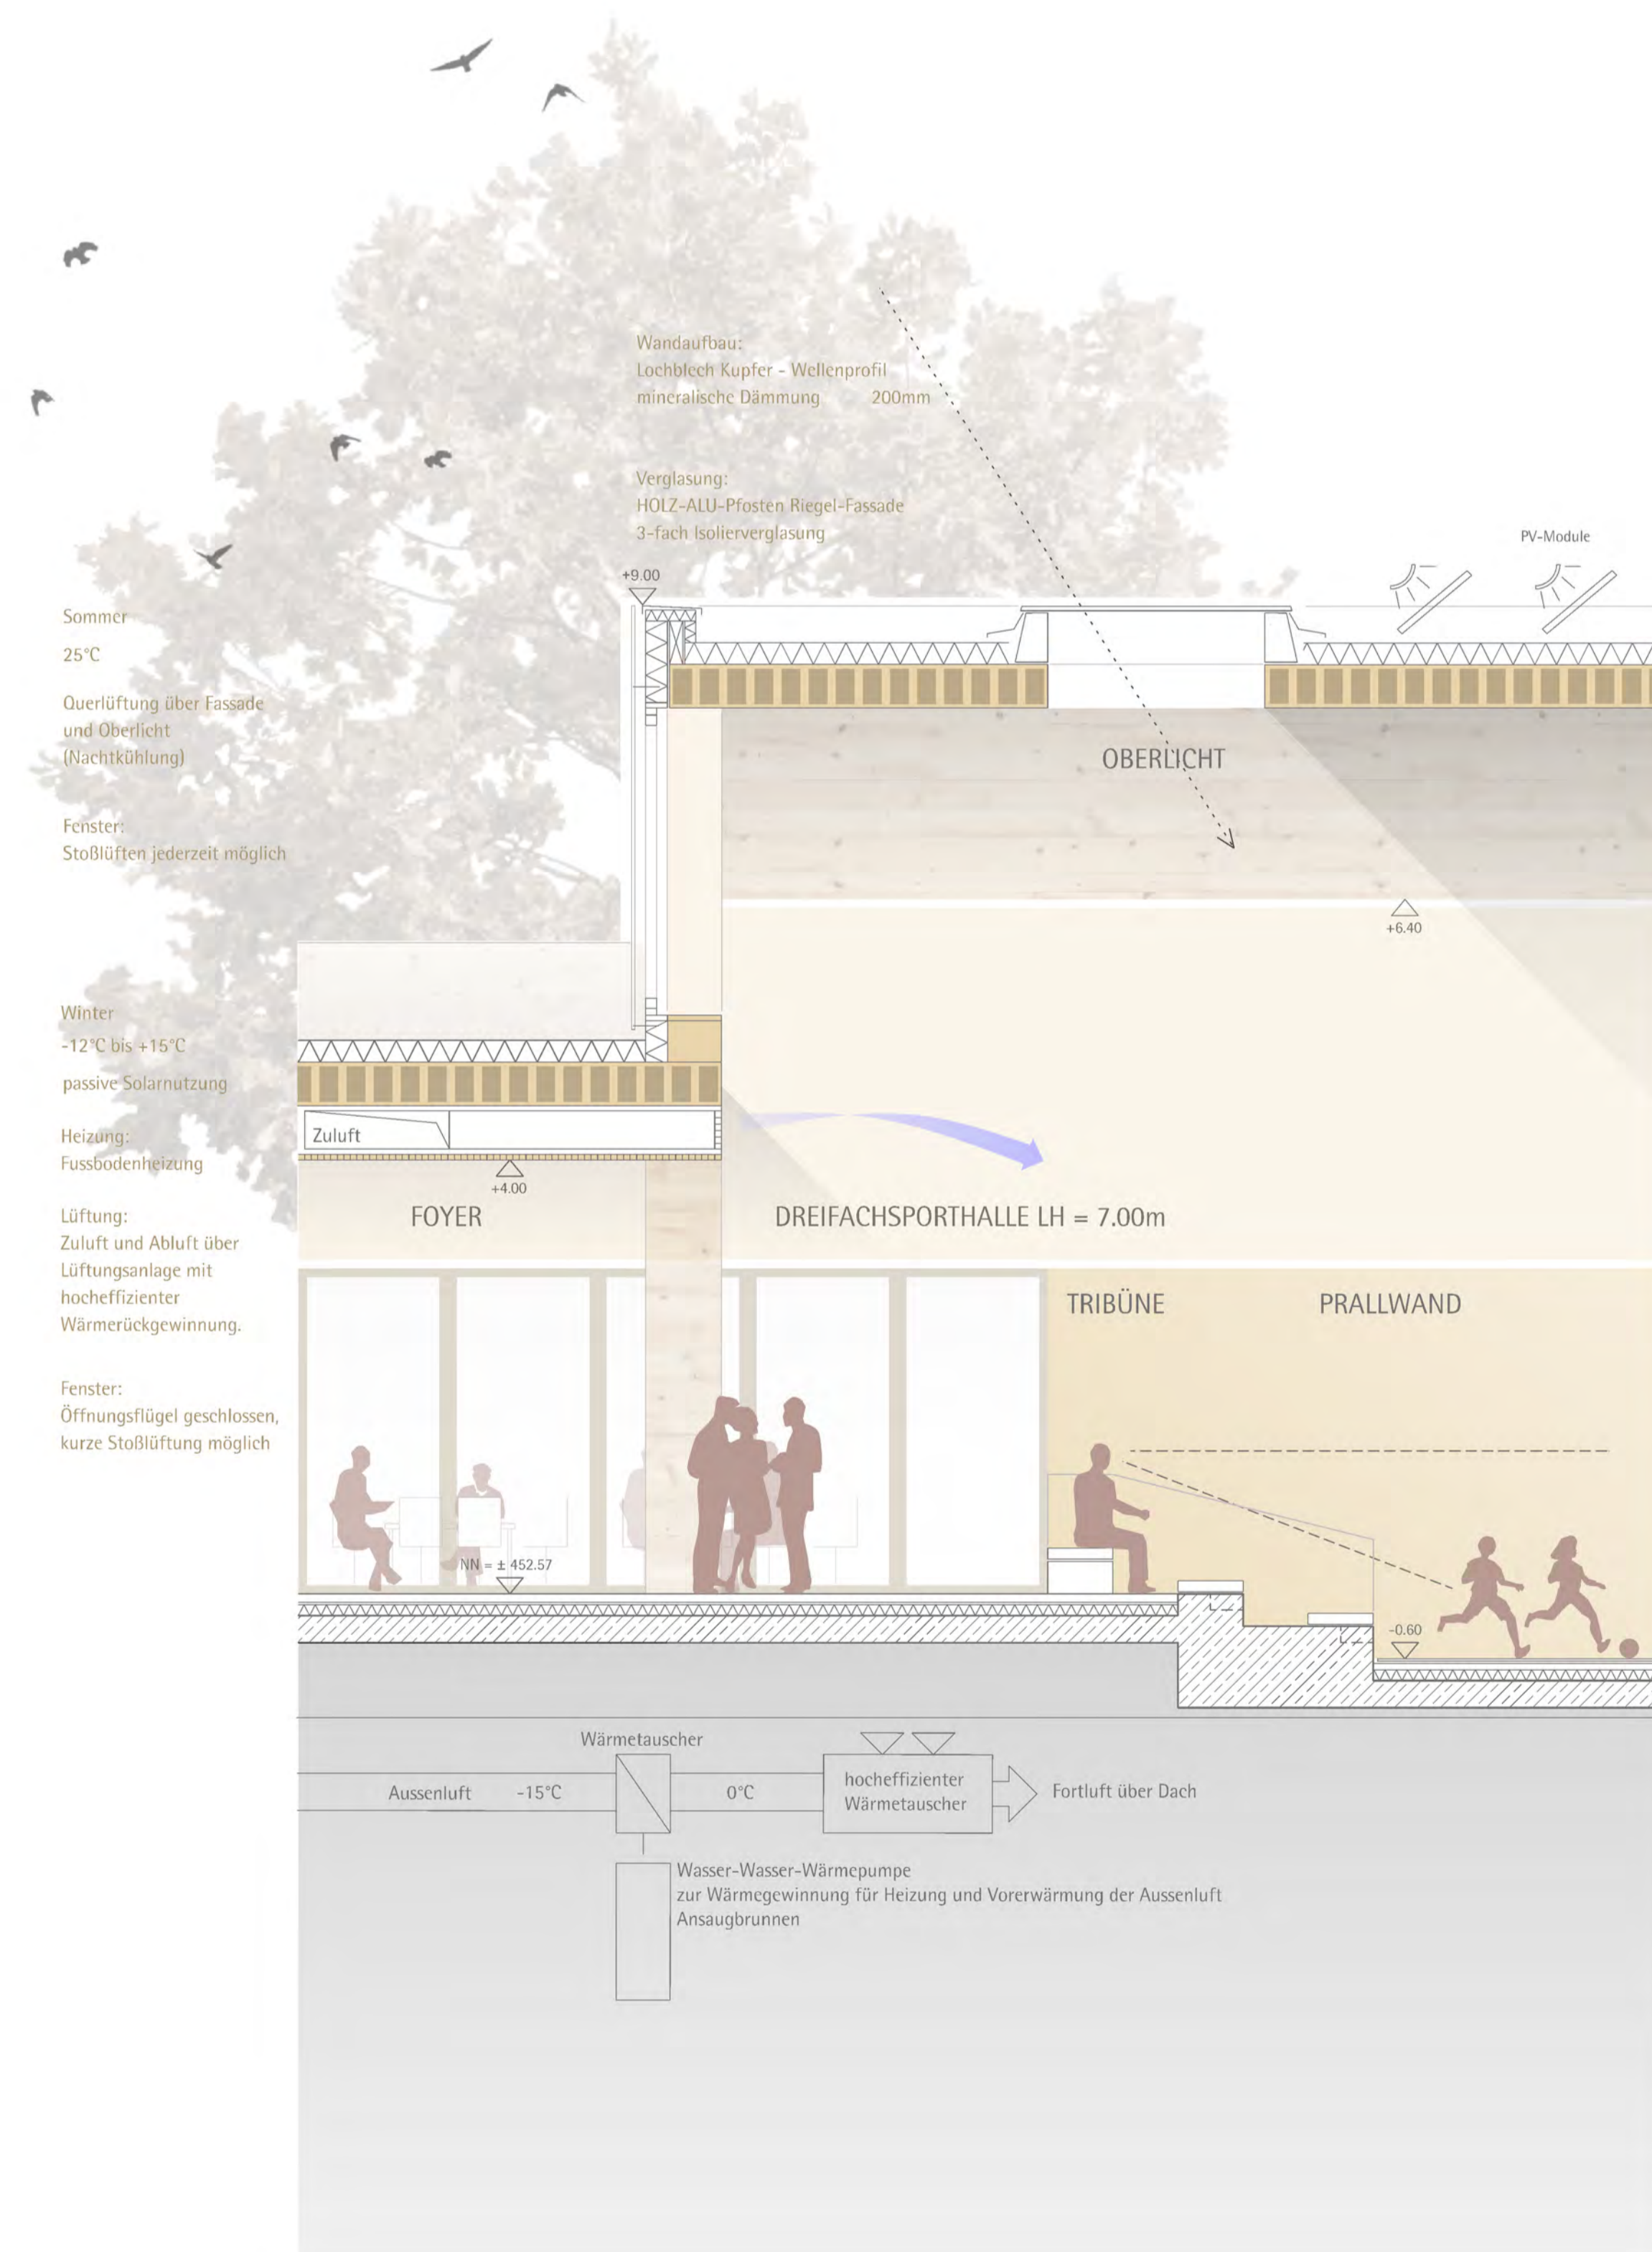 Wandaufbau:
Lochblech Kupfer - Wellenprofil
mineralische Dämmung 200mm
Verglasung:
HOLZ-ALU-Pfosten Riegel-Fassade
3-fach Isolierverglasung
PV-Module
+9.00
Sommer
25°C
Querlüftung über Fassade
und Oberlicht
(Nachtkühlung)
Fenster:
Stoßlüften jederzeit möglich
OBERLICHT
+6.40
Winter
-12°C bis +15°C
passive Solarnutzung
Heizung:
Fussbodenheizung
Lüftung:
Zuluft und Abluft über
Lüftungsanlage mit
hocheffizienter
Wärmerückgewinnung.
Fenster:
Öffnungsflügel geschlossen,
kurze Stoßlüftung möglich
Zuluft
+4.00
FOYER
DREIFACHSPORTHALLE LH = 7.00m
TRIBÜNE
PRALLWAND
NN = ± 452.57
-0.60
Wärmetauscher
Aussenluft -15°C
0°C
hocheffizienter
Wärmetauscher
Fortluft über Dach
Wasser-Wasser-Wärmepumpe
zur Wärmegewinnung für Heizung und Vorerwärmung der Aussenluft
Ansaugbrunnen